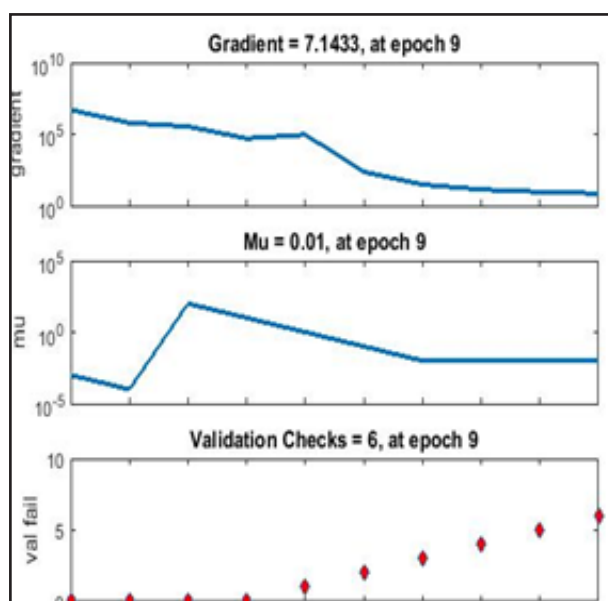 Gradient = 7.1433, at epoch 9
10^10
10^5
10^0
gradient
Mu = 0.01, at epoch 9
10^5
10^0
10^-5
mu
Validation Checks = 6, at epoch 9
10
5
0
val fail